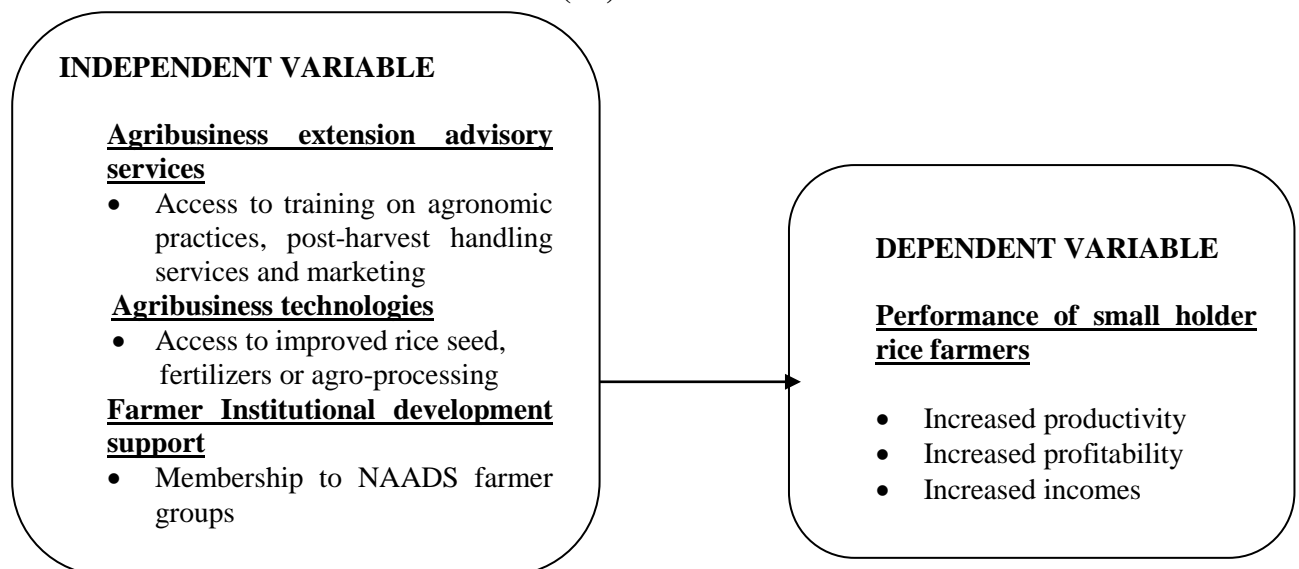 INDEPENDENT VARIABLE
Agribusiness extension advisory
services
• Access to training on agronomic
practices, post-harvest handling
services and marketing
Agribusiness technologies
• Access to improved rice seed,
fertilizers or agro-processing
Farmer Institutional development
support
• Membership to NAADS farmer
groups
DEPENDENT VARIABLE
Performance of small holder
rice farmers
• Increased productivity
• Increased profitability
• Increased incomes